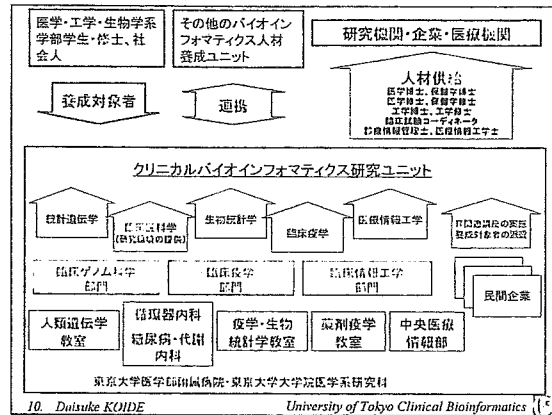 医学・工学・生物学系
学部学生・修士、社
会人
その他のバイオイン
フォマティクス人材
養成ユニット
研究機関・企業・医療機関
養成対象者
連携
人材供給
医学博士、保健学博士
医学修士、保健学修士
工学博士、工学修士
臨床試験コーディネータ
診療情報管理士、医療情報工学士
クリニカルバイオインフォマティクス研究ユニット
統計遺伝学
(研究環境の提供)
生物統計学
臨床疫学
医療情報工学
臨床ゲノム科学
部門
臨床疫学
部門
臨床情報工学
部門
民間企業
人類遺伝学
教室
循環器内科
糖尿病・代謝
内科
疫学・生物
統計学教室
薬剤疫学
教室
中央医療
情報部
東京大学医学部附属病院・東京大学大学院医学系研究科
10. Daisuke KOIDE
University of Tokyo Clinical Bioinformatics